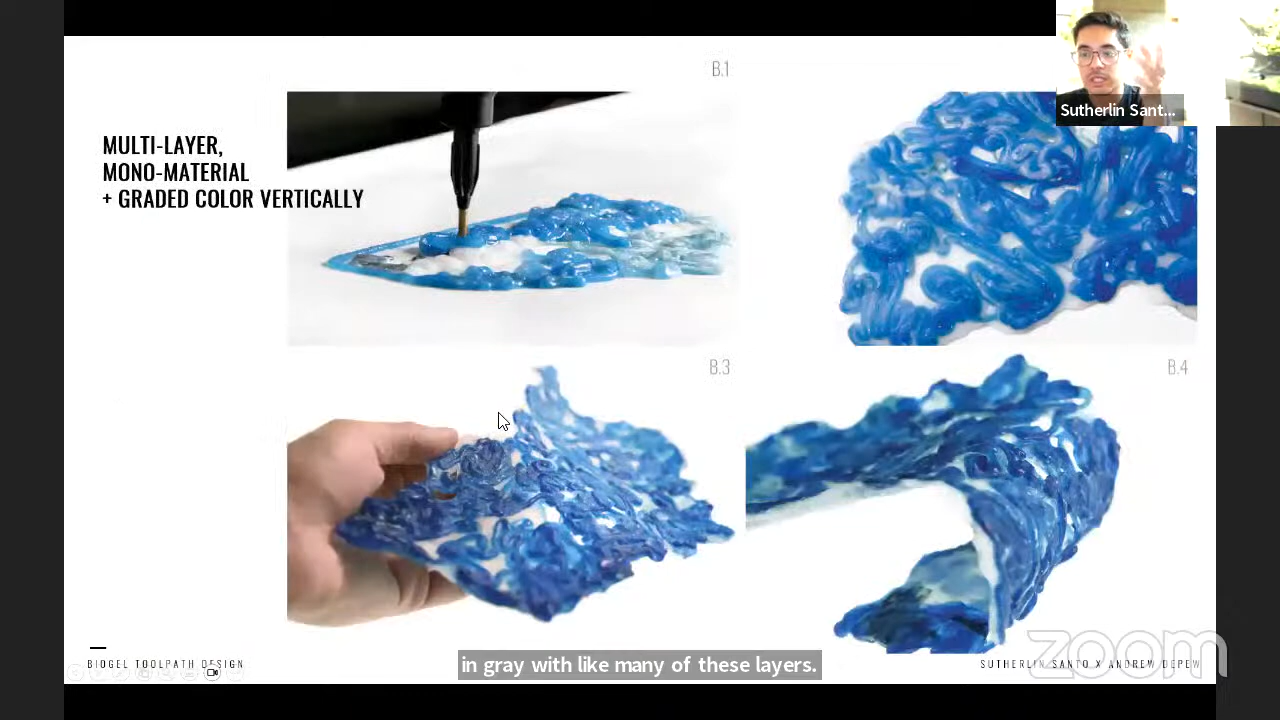 B.1
Sutherlin Sant...
MULTI-LAYER,
MONO-MATERIAL
+ GRADED COLOR VERTICALLY
B.3
B.4
in gray with like many of these layers.
BIOGEL TOOLPATH DESIGN
SUTHERLIN SANTO X ANDREW DEPEW
zoom